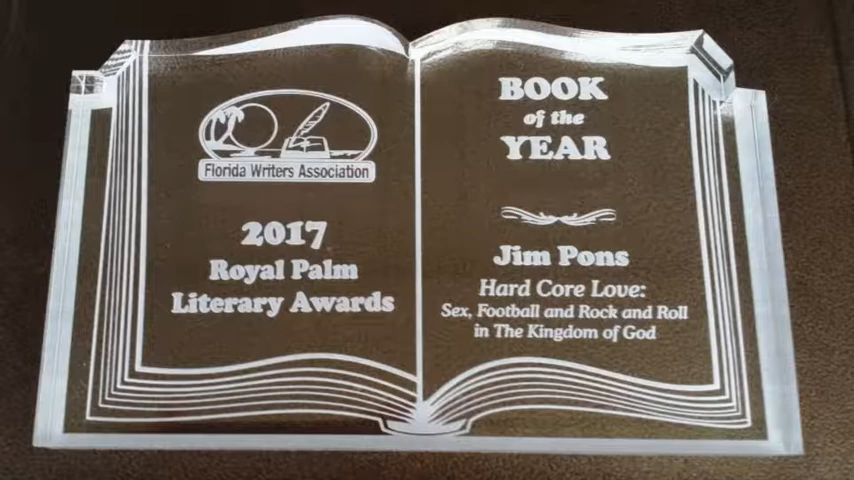 Florida Writers Association
2017
Royal Palm
Literary Awards
BOOK
of the
YEAR
Jim Pons
Hard Core Love:
Sex, Football and Rock and Roll
in The Kingdom of God